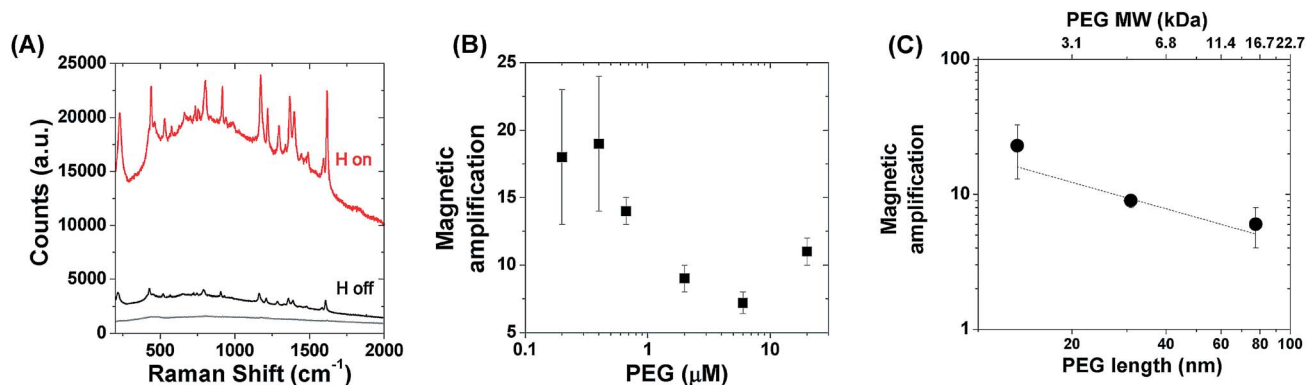 (A)
25000
20000
15000
10000
5000
0
Counts (a.u.)
H on
H off
500 1000 1500 2000
Raman Shift (cm-1)
(B)
25
20
15
10
5
Magnetic
amplification
0.1 1 10
PEG (μM)
(C)
PEG MW (kDa)
3.1 6.8 11.4 16.7 22.7
100
10
1
Magnetic
amplification
20 40 60 80 100
PEG length (nm)